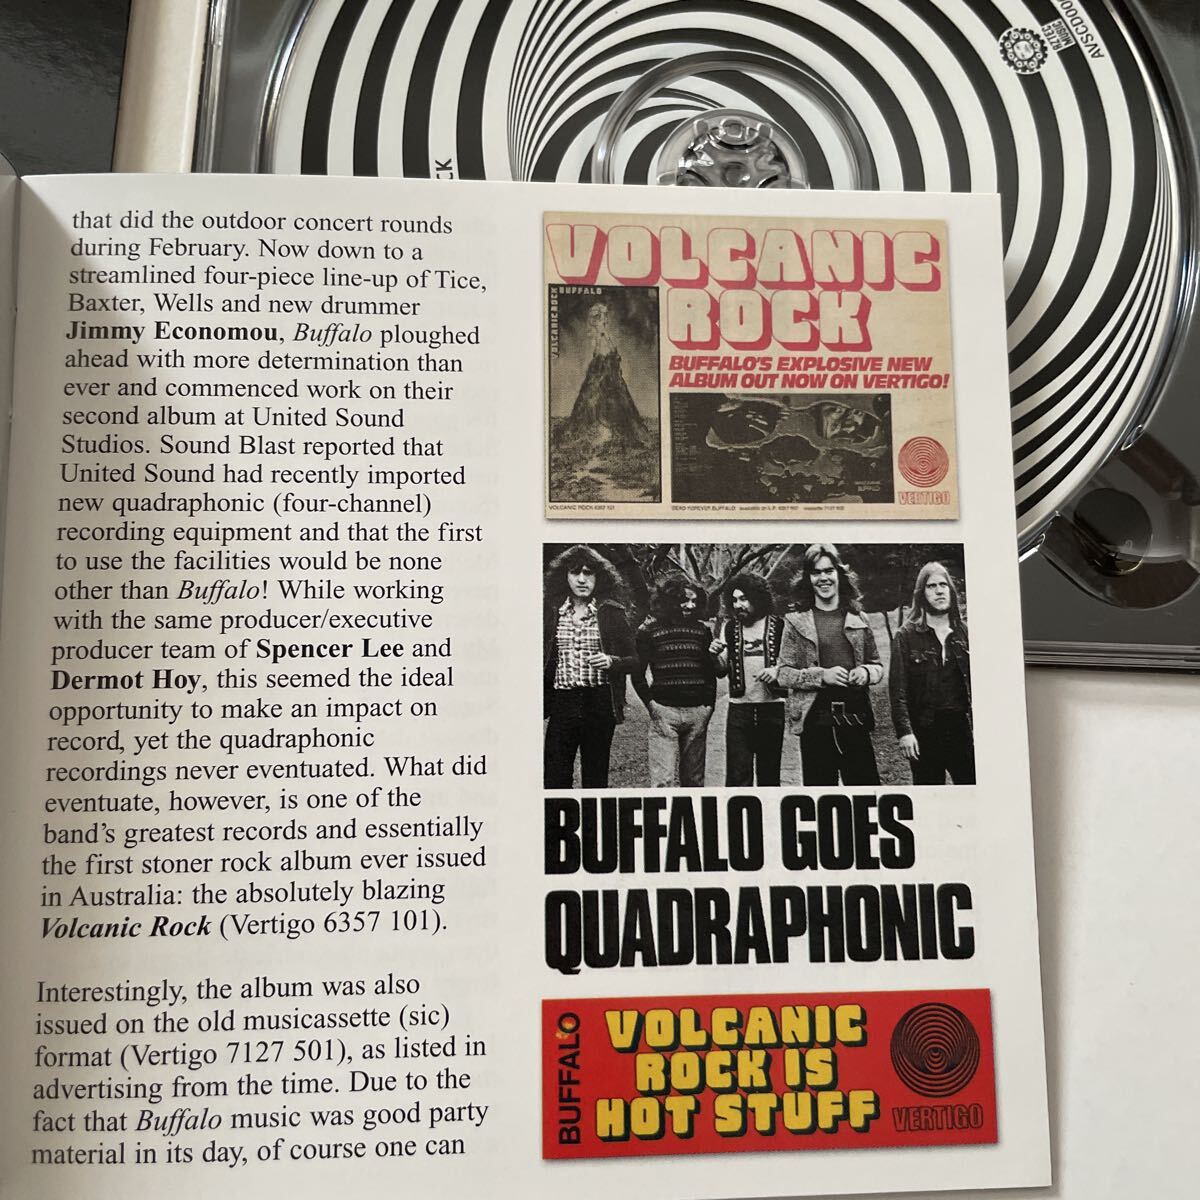 AZTEC
MUSIC
CK
that did the outdoor concert rounds
during February. Now down to a
streamlined four-piece line-up of Tice,
Baxter, Wells and new drummer
Jimmy Economou, Buffalo ploughed
ahead with more determination than
ever and commenced work on their
second album at United Sound
Studios. Sound Blast reported that
United Sound had recently imported
new quadraphonic (four-channel)
recording equipment and that the first
to use the facilities would be none
other than Buffalo! While working
with the same producer/executive
producer team of Spencer Lee and
Dermot Hoy, this seemed the ideal
opportunity to make an impact on
record, yet the quadraphonic
recordings never eventuated. What did
eventuate, however, is one of the
band's greatest records and essentially
the first stoner rock album ever issued
in Australia: the absolutely blazing
Volcanic Rock (Vertigo 6357 101).
Interestingly, the album was also
issued on the old musicassette (sic)
format (Vertigo 7127 501), as listed in
advertising from the time. Due to the
fact that Buffalo music was good party
material in its day, of course one can
VOLCANIC
ROCK
BUFFALO'S EXPLOSIVE NEW
ALBUM OUT NOW ON VERTIGO!
VOLCANIC ROCK
BUFFALO
VERTIGO
VOLCANIC ROCK 6357 101
BUFFALO GOES
QUADRAPHONIC
BUFFALO
VOLCANIC
ROCK IS
HOT STUFF
VERTIGO